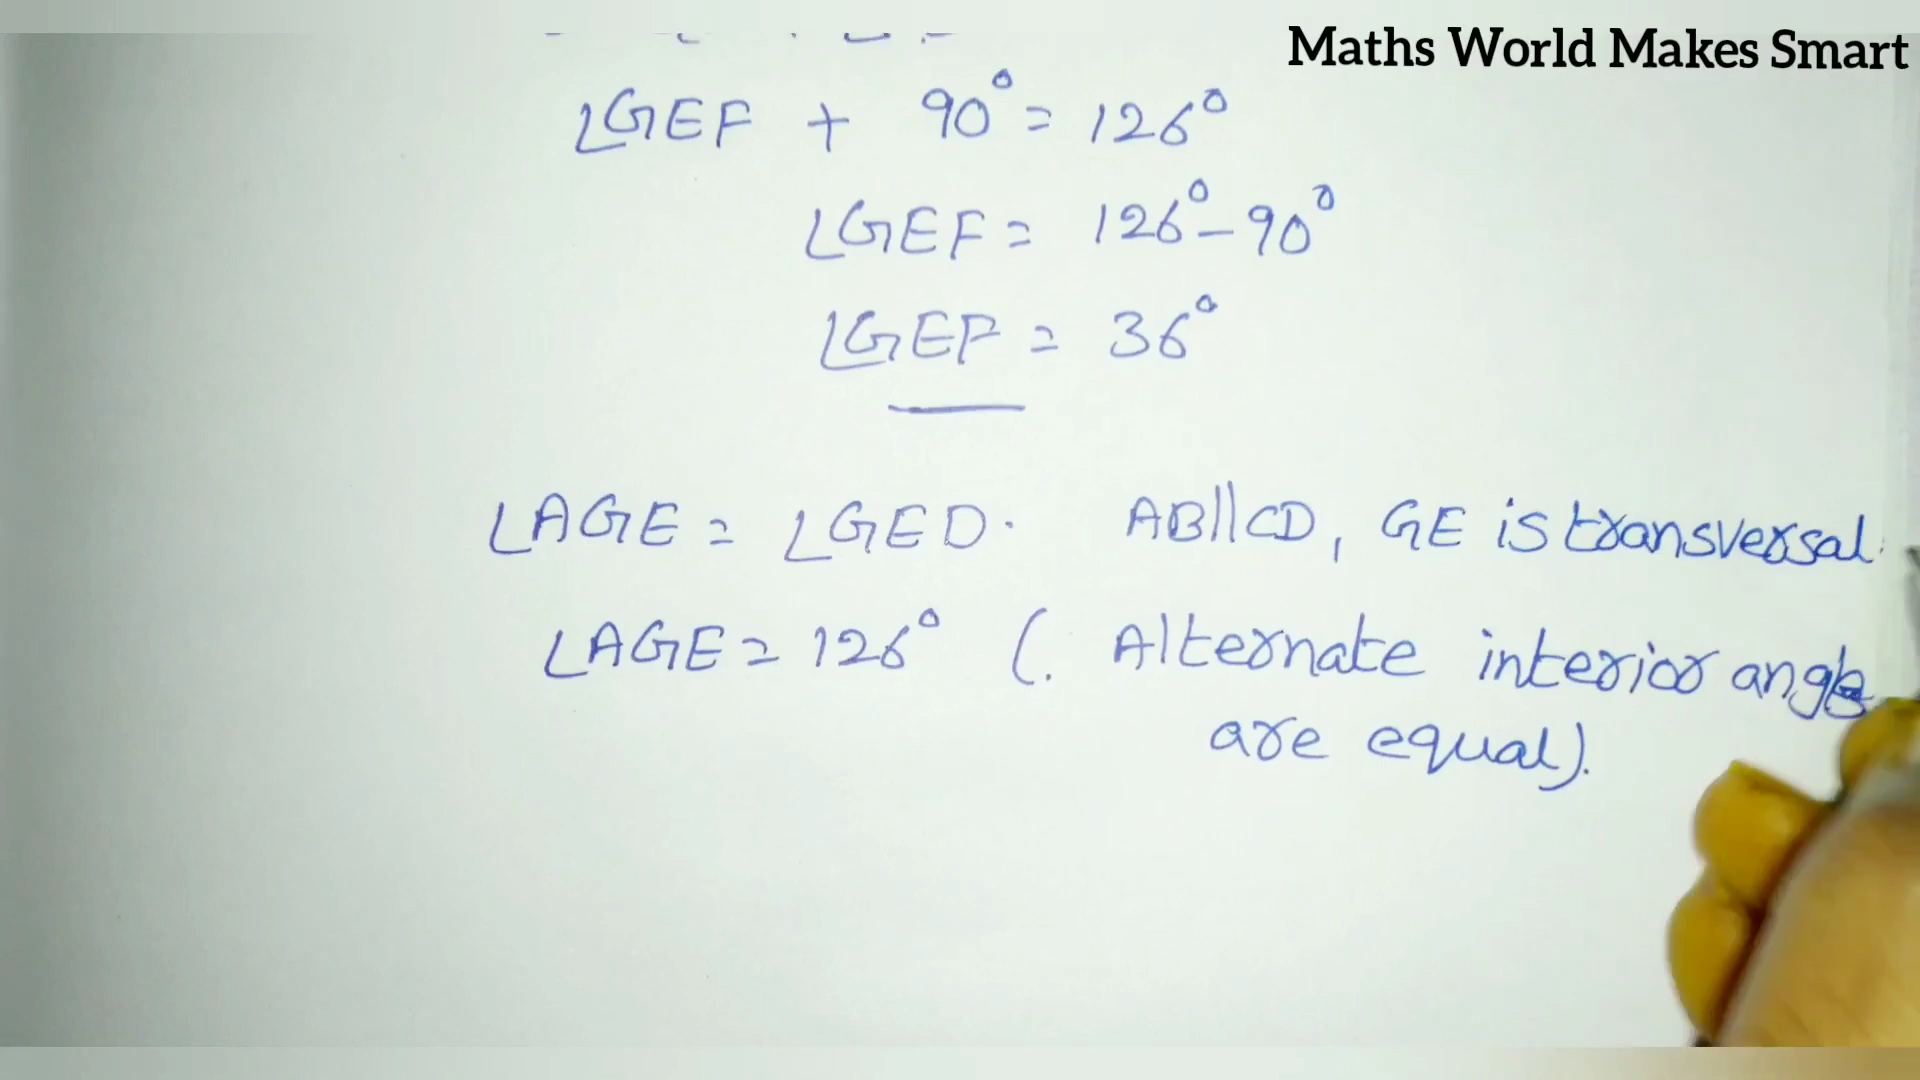 Maths World Makes Smart
∠GEF + 90° = 126°
∠GEF = 126° - 90°
∠GEF = 36°
∠AGE = ∠GED. AB||CD, GE is transversal.
∠AGE = 126° (. Alternate interior angles
are equal).